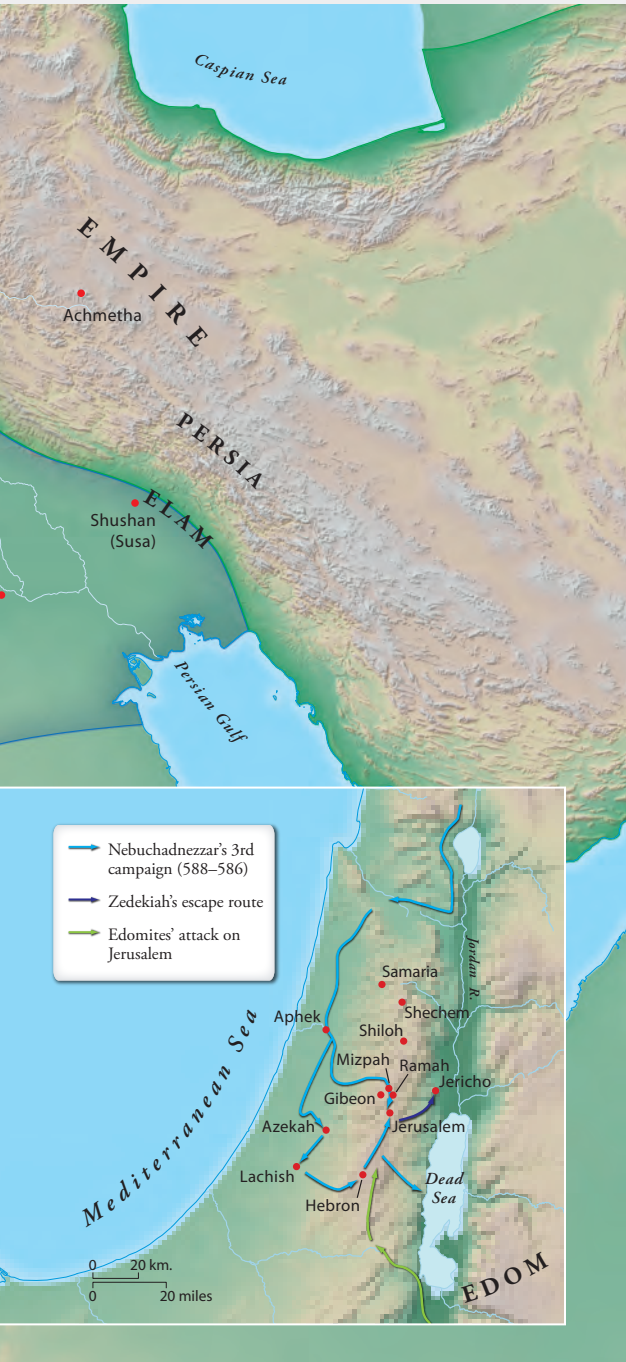 Caspian Sea
EMPIRE
Achmetha
PERSIA
ELAM
Shushan
(Susa)
Persian Gulf
Nebuchadnezzar's 3rd
campaign (588–586)
Zedekiah's escape route
Edomites' attack on
Jerusalem
Mediterranean Sea
Jordan R.
Samaria
Shechem
Aphek
Shiloh
Mizpah
Ramah
Jericho
Gibeon
Azekah
Jerusalem
Lachish
Hebron
Dead
Sea
EDOM
0 20 km.
0 20 miles